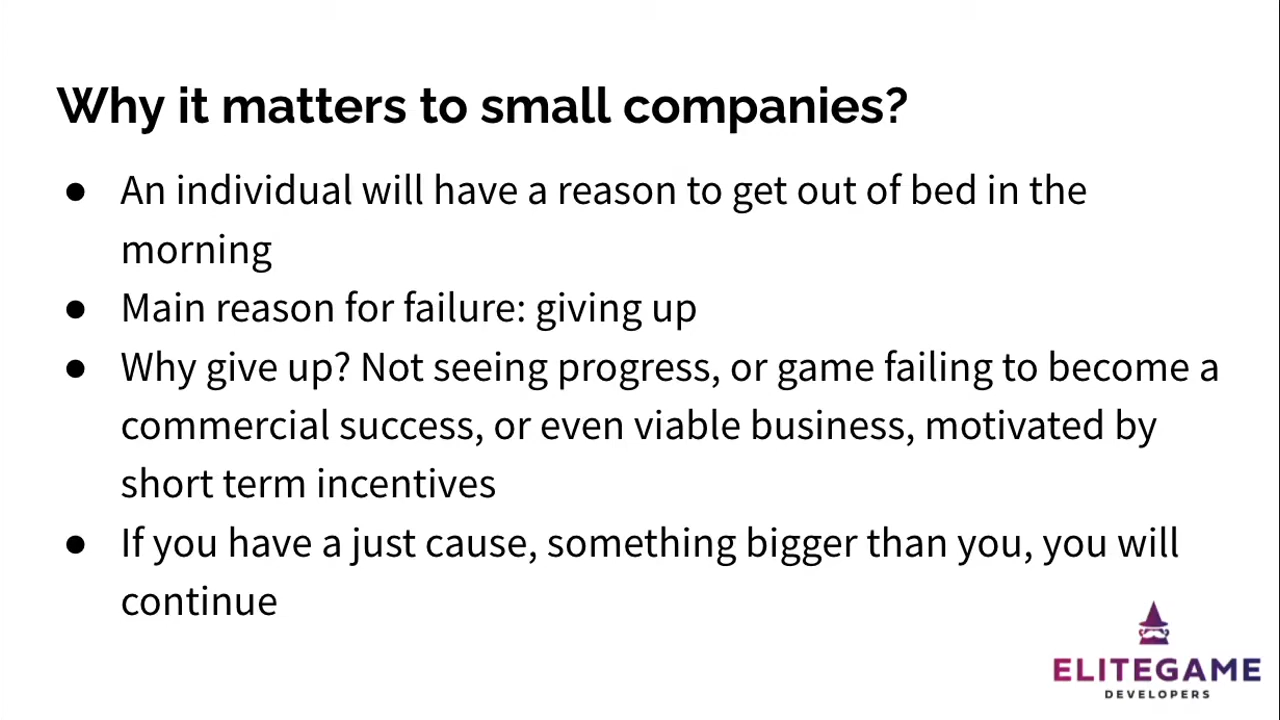 Why it matters to small companies?
● An individual will have a reason to get out of bed in the
morning
● Main reason for failure: giving up
● Why give up? Not seeing progress, or game failing to become a
commercial success, or even viable business, motivated by
short term incentives
● If you have a just cause, something bigger than you, you will
continue
ELITEGAME
DEVELOPERS